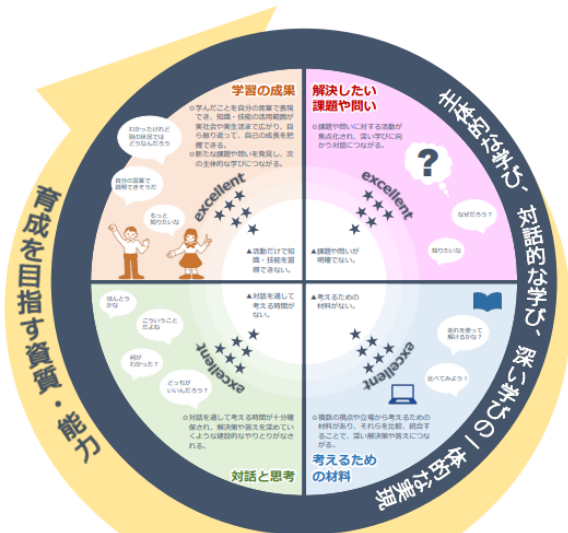 学習の成果
○学んだことを自分の言葉で表現
でき、知識・技能の活用範囲が
実社会や実生活まで広がり、自
ら振り返って、自己の成長を把
握できる。
○新たな課題や問いを発見し、次
の主体的な学びにつながる。
わかったけれど
別の状況では
どうなんだろう
自分の言葉で
説明できそうだ
もっと
知りたいな
excellent
▲活動だけで知
識・技能を習
得できない。
解決したい
課題や問い
○課題や問いに対する活動が
焦点化され、深い学びに向
かう対話につながる。
?
なぜだろう?
知りたいな
excellent
▲課題や問いが
明確でない。
▲対話を通して
考える時間が
ない。
ほんとう
かな
こういうこと
だよね
何が
わかった?
どっちが
いいんだろう?
excellent
○対話を通して考える時間が十分確
保され、解決策や答えを深めてい
くような建設的なやりとりがなさ
れる。
対話と思考
▲考えるための
材料がない。
あれを使って
解けるかな?
比べてみよう!
excellent
○複数の視点や立場から考えるための
材料があり、それらを比較、統合す
ることで、深い解決策や答えにつな
がる。
考えるため
の材料
育成を目指す資質・能力
主体的な学び、対話的な学び、深い学びの一体的な実現